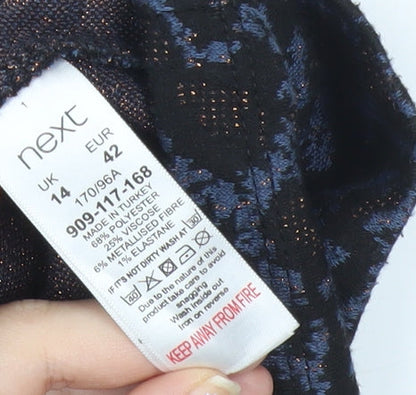 next
UK EUR
14 42
170/96A
909-117-168
MADE IN TURKEY
68% POLYESTER
25% VISCOSE
6% METALLISED FIBRE
1% ELASTANE
IF IT'S NOT DIRTY WASH AT 30
Due to the nature of this
product take care to avoid
snagging
Wash inside out
Iron on reverse
KEEP AWAY FROM FIRE